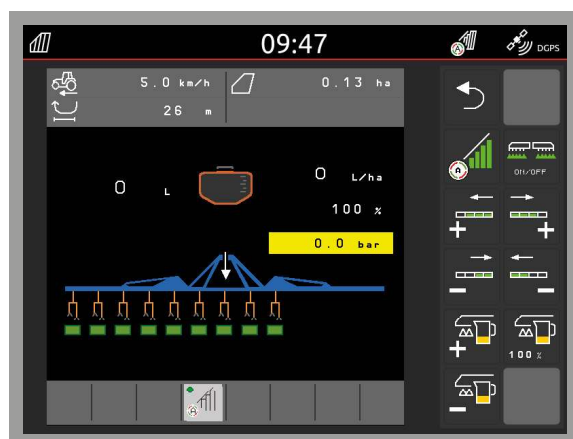 09:47
DGPS
5.0 km/h
0.13 ha
26 m
0 L
0 L/ha
100 %
0.0 bar
A
ON/OFF
100 %
A